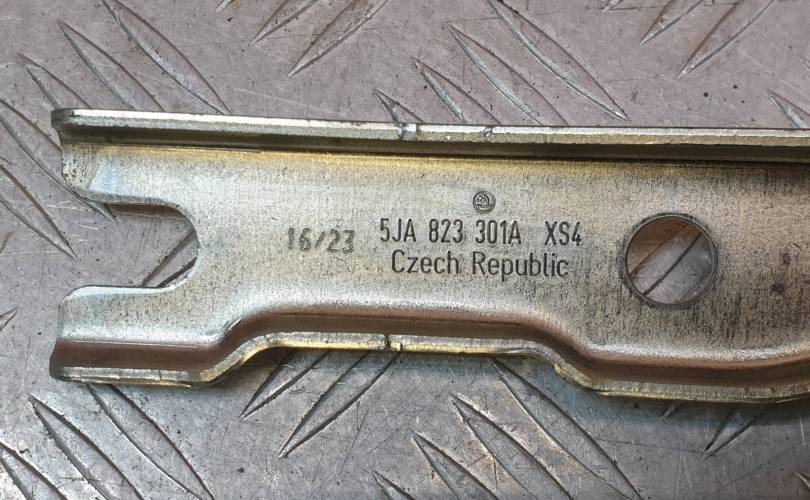 16/23 5JA 823 301A XS4
Czech Republic